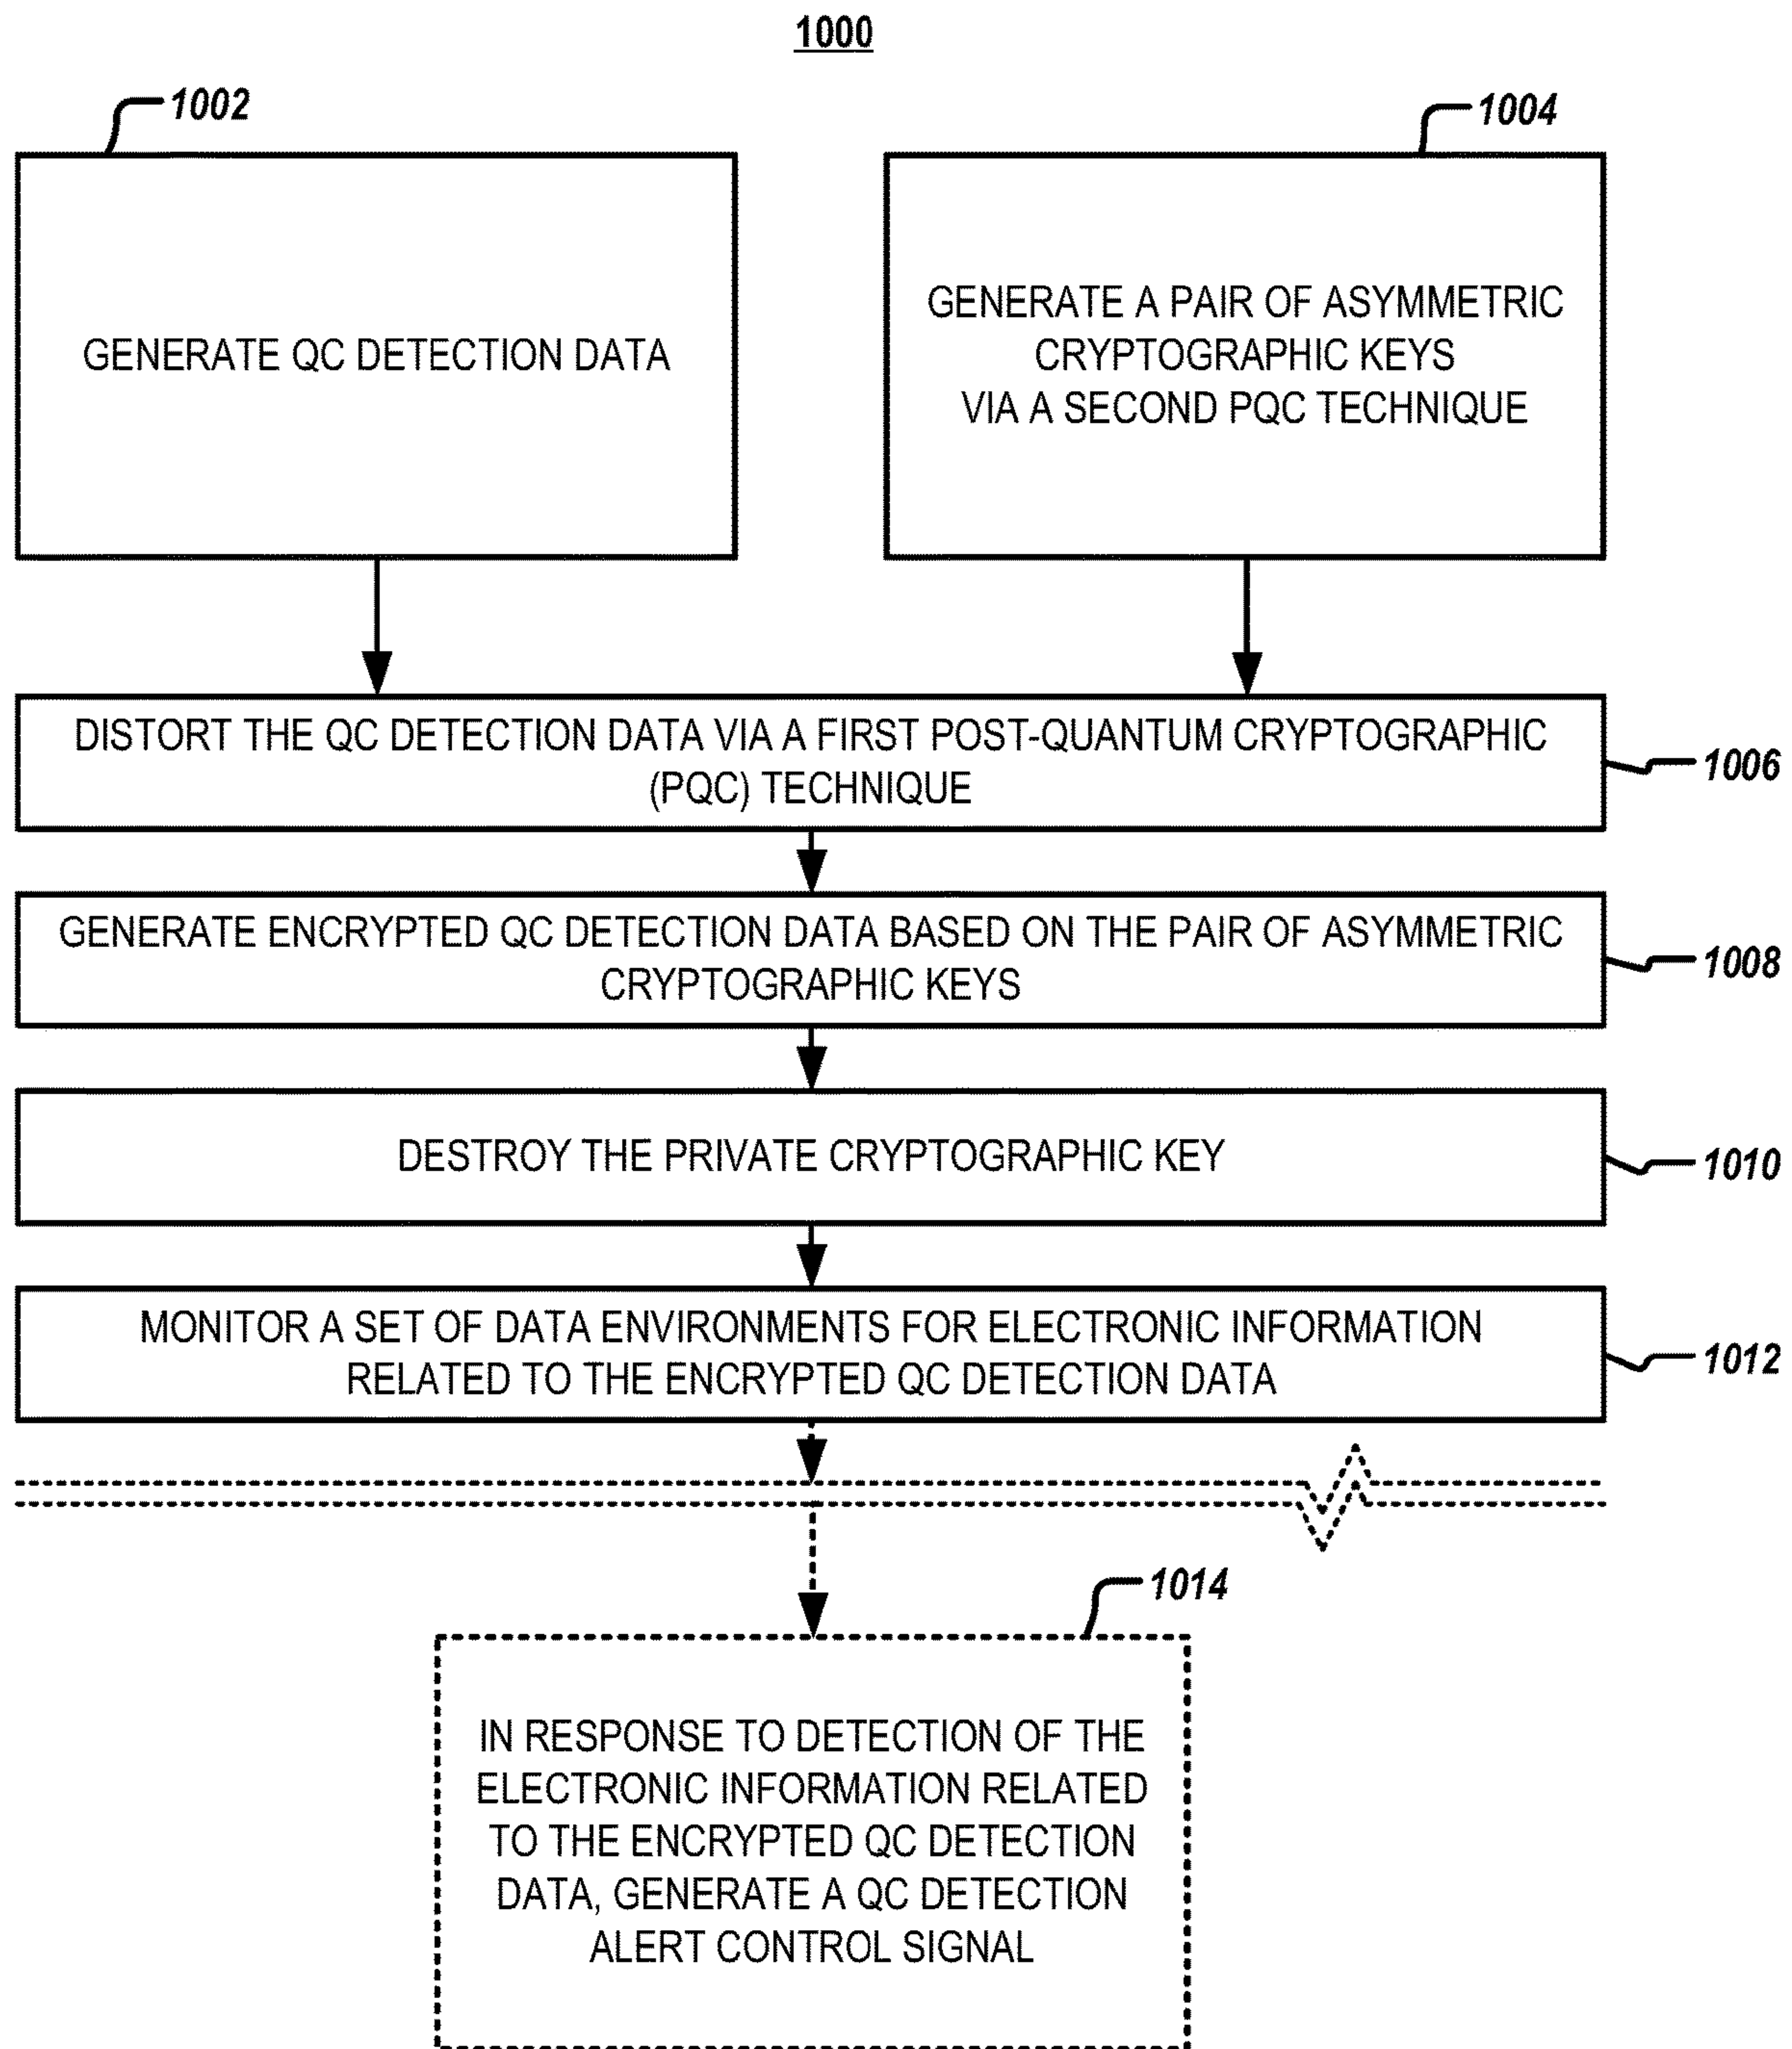 1000
1002
1004
GENERATE QC DETECTION DATA
GENERATE A PAIR OF ASYMMETRIC
CRYPTOGRAPHIC KEYS
VIA A SECOND PQC TECHNIQUE
DISTORT THE QC DETECTION DATA VIA A FIRST POST-QUANTUM CRYPTOGRAPHIC
(PQC) TECHNIQUE
1006
GENERATE ENCRYPTED QC DETECTION DATA BASED ON THE PAIR OF ASYMMETRIC
CRYPTOGRAPHIC KEYS
1008
DESTROY THE PRIVATE CRYPTOGRAPHIC KEY
1010
MONITOR A SET OF DATA ENVIRONMENTS FOR ELECTRONIC INFORMATION
RELATED TO THE ENCRYPTED QC DETECTION DATA
1012
1014
IN RESPONSE TO DETECTION OF THE
ELECTRONIC INFORMATION RELATED
TO THE ENCRYPTED QC DETECTION
DATA, GENERATE A QC DETECTION
ALERT CONTROL SIGNAL